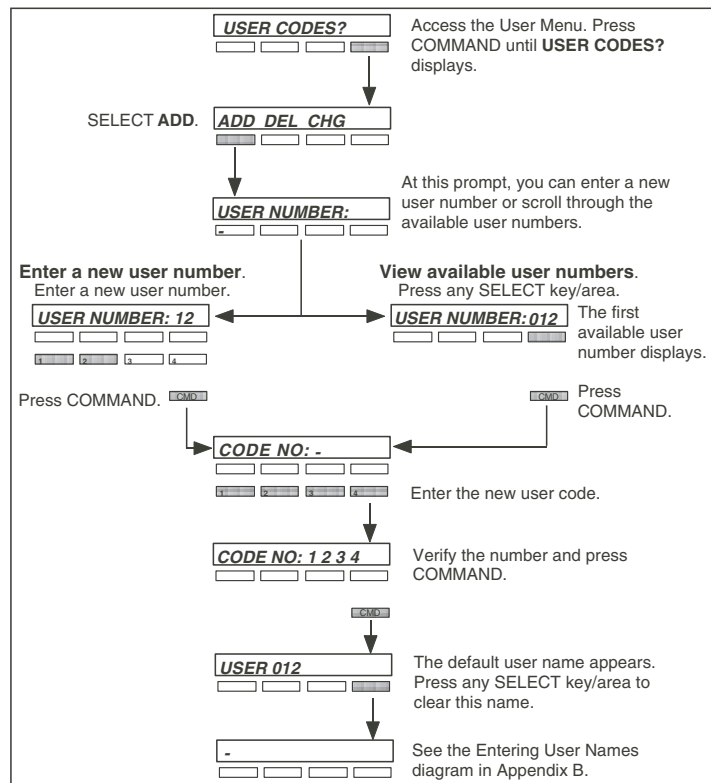 USER CODES?
Access the User Menu. Press
COMMAND until USER CODES?
displays.
SELECT ADD.
ADD DEL CHG
At this prompt, you can enter a new
user number or scroll through the
available user numbers.
USER NUMBER:
-
Enter a new user number.
Enter a new user number.
USER NUMBER: 12
1 2 3 4
View available user numbers.
Press any SELECT key/area.
USER NUMBER:012
The first
available user
number displays.
Press COMMAND.
CMD
CMD
Press
COMMAND.
CODE NO: -
1 2 3 4
Enter the new user code.
CODE NO: 1 2 3 4
Verify the number and press
COMMAND.
CMD
USER 012
The default user name appears.
Press any SELECT key/area to
clear this name.
-
See the Entering User Names
diagram in Appendix B.